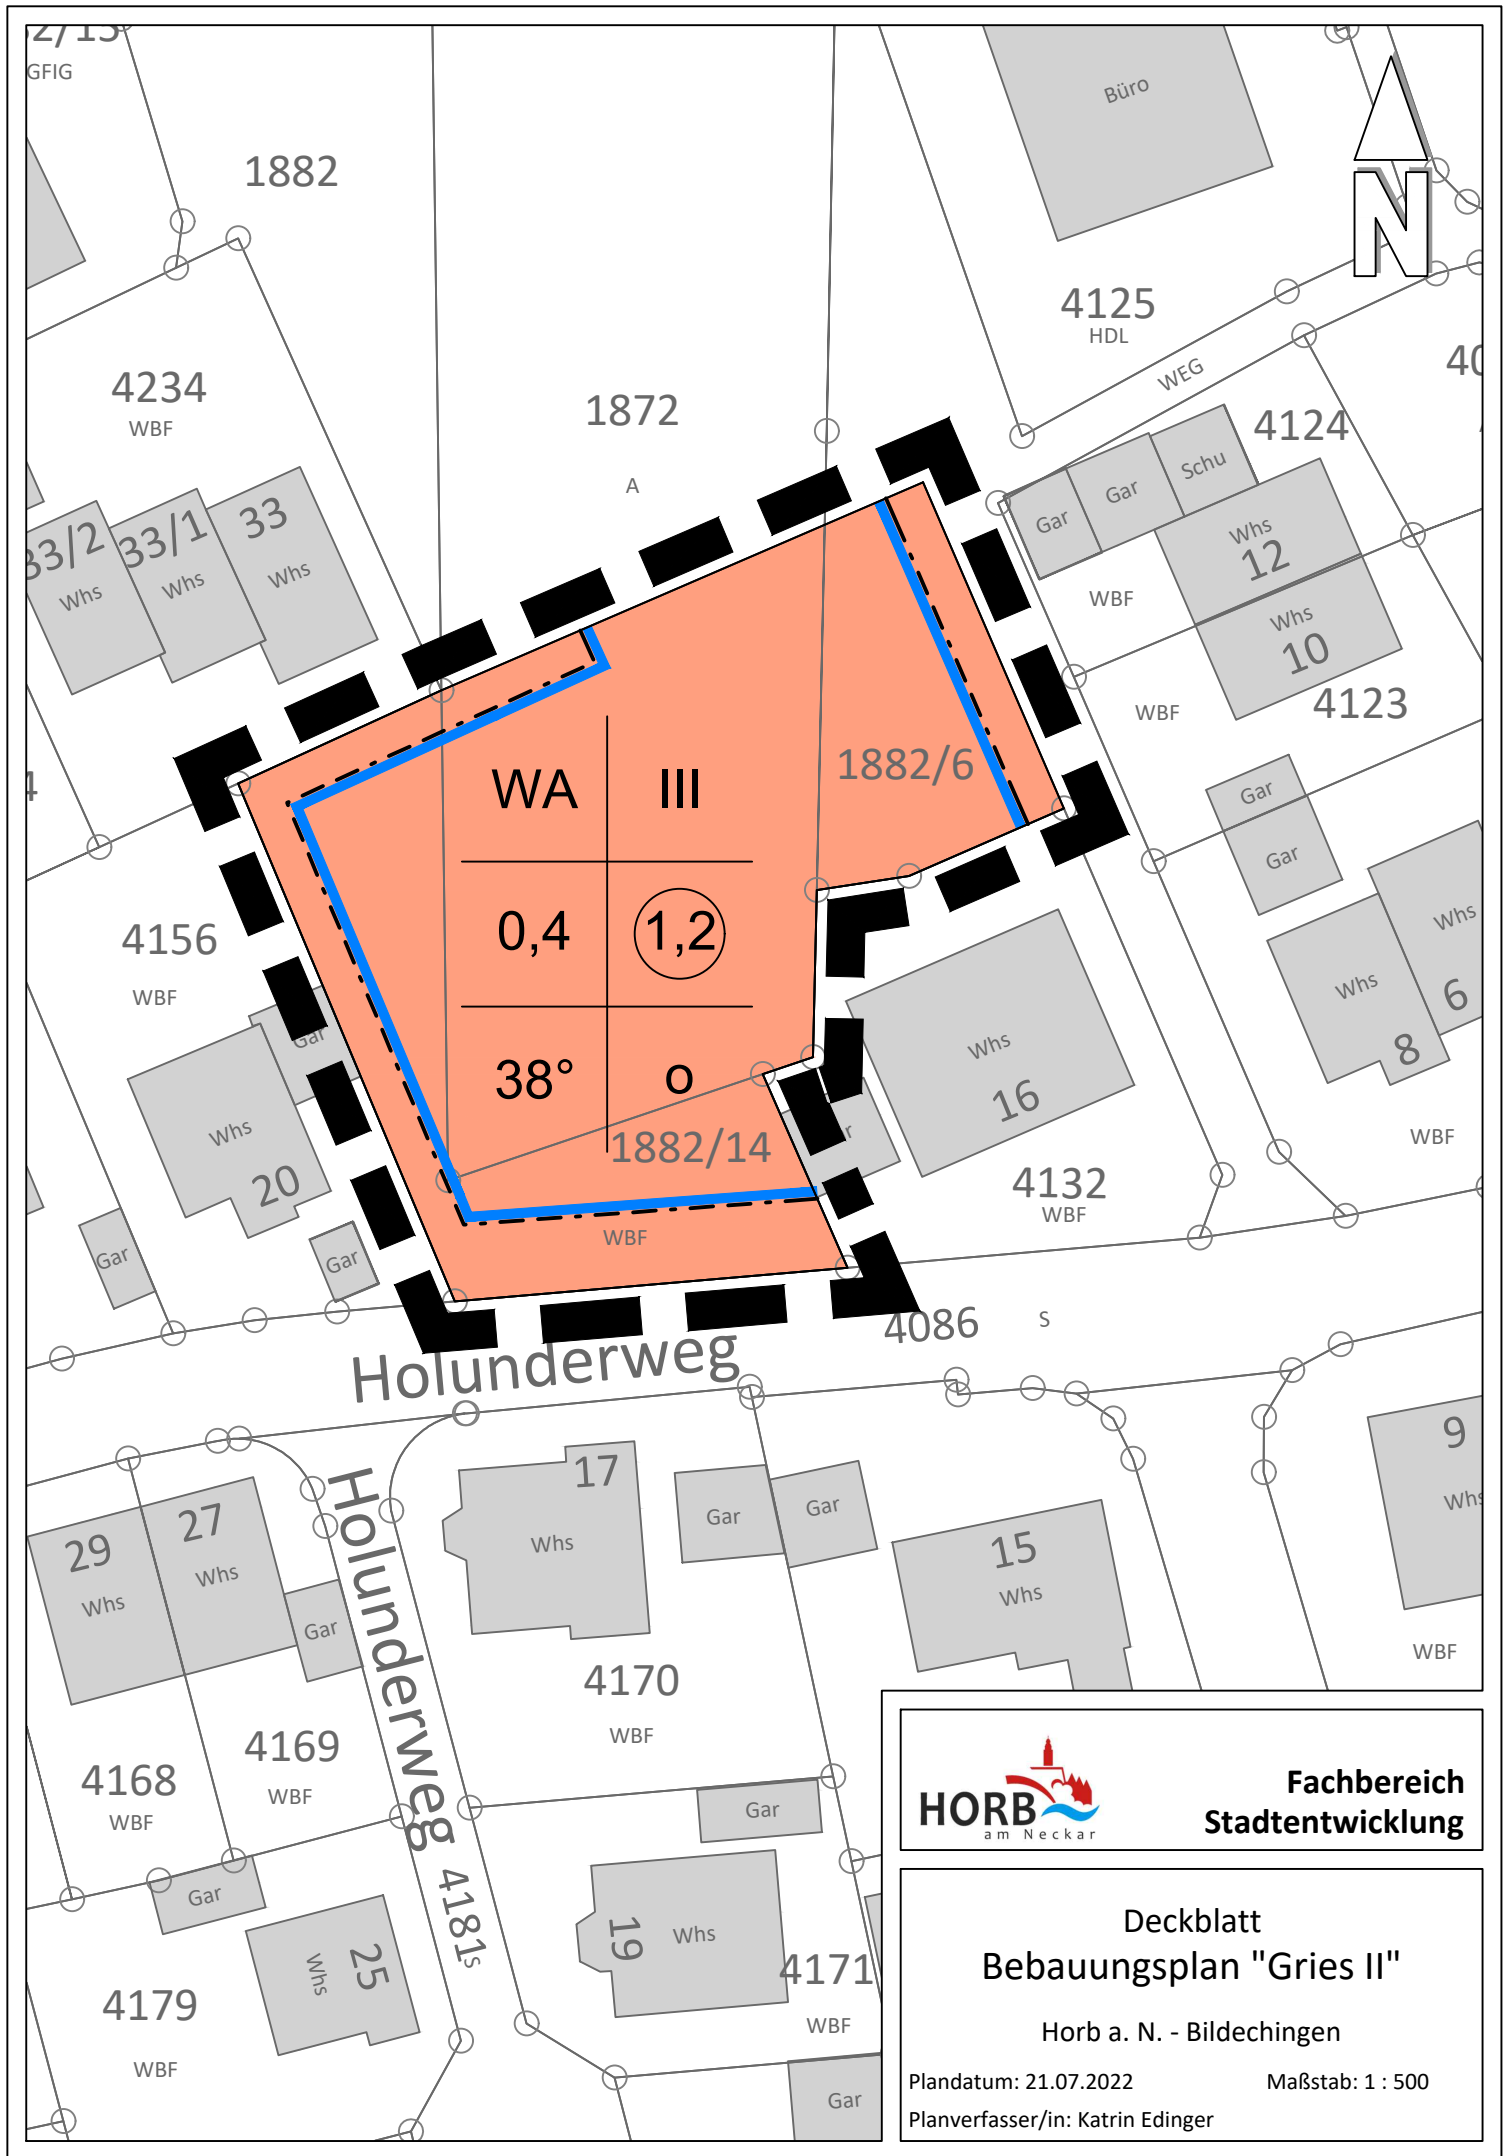 GFIG
1882
Büro
4125
HDL
WEG
4234
WBF
1872
A
4124
Schu
Gar
Gar
Whs
12
33/2
Whs
33/1
Whs
33
Whs
WBF
Whs
10
WBF
4123
WA
III
1882/6
Gar
Gar
4156
WBF
0,4
1,2
Whs
Whs
6
8
Gar
Whs
16
38°
o
Whs
20
1882/14
WBF
4132
WBF
WBF
Gar
Gar
4086
S
Holunderweg
17
Whs
Gar
Gar
15
Whs
9
Whs
WBF
29
Whs
27
Whs
Gar
Holunderweg
4181
S
4170
WBF
4169
WBF
4168
WBF
Gar
Gar
25
Whs
19
Whs
4171
WBF
4179
WBF
Gar
HORB
am Neckar
Fachbereich
Stadtentwicklung
Deckblatt
Bebauungsplan "Gries II"
Horb a. N. - Bildechingen
Plandatum: 21.07.2022
Maßstab: 1 : 500
Planverfasser/in: Katrin Edinger